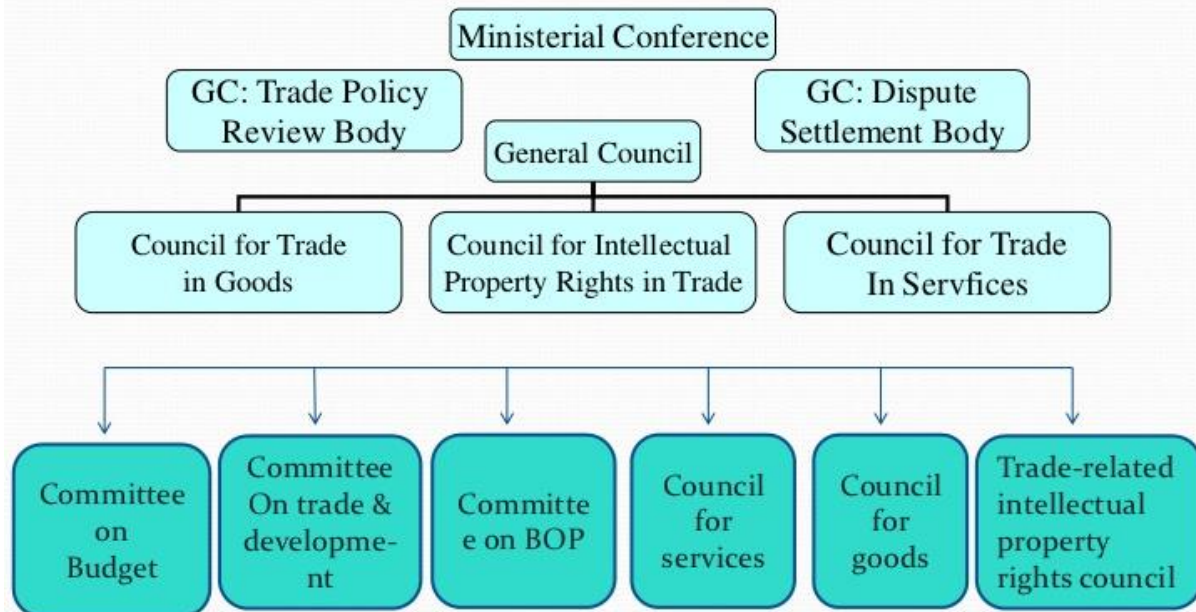 Ministerial Conference
GC: Trade Policy
Review Body
GC: Dispute
Settlement Body
General Council
Council for Trade
in Goods
Council for Intellectual
Property Rights in Trade
Council for Trade
In Servfices
Committee
on
Budget
Committee
On trade &
developme-
nt
Committe
e on BOP
Council
for
services
Council
for
goods
Trade-related
intellectual
property
rights council